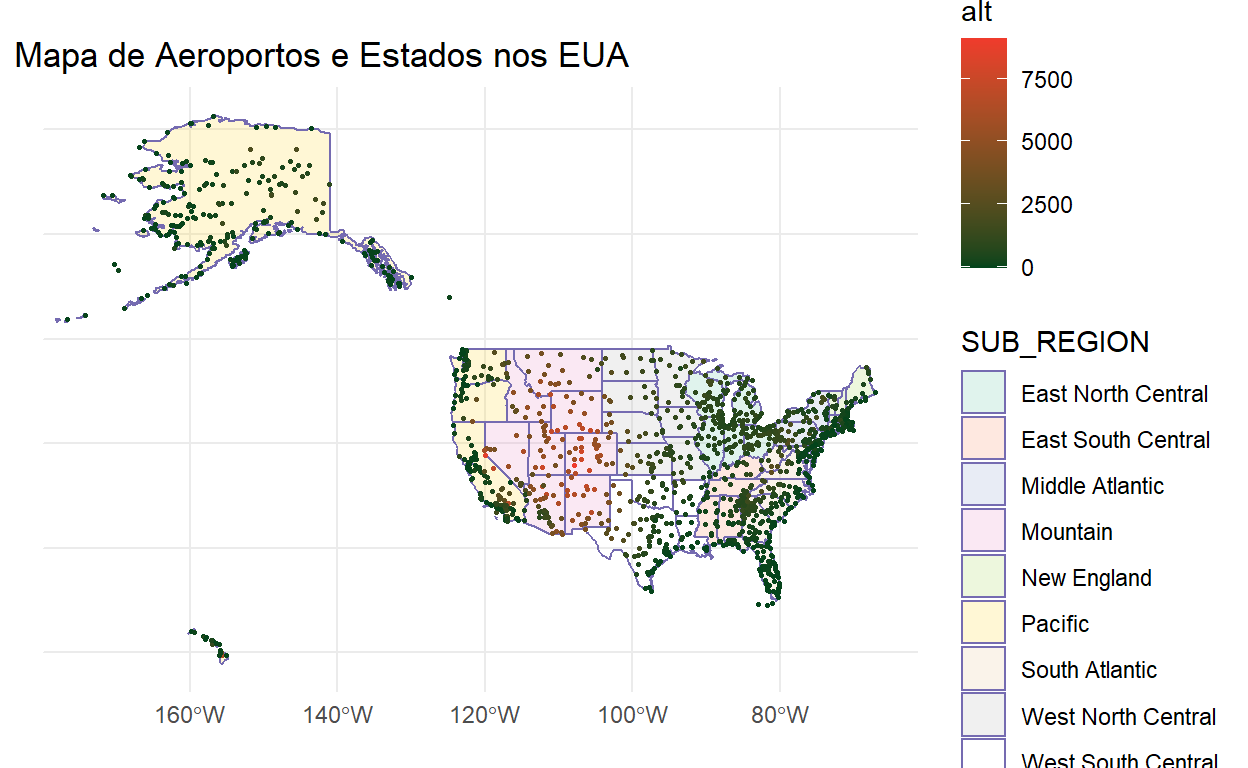 Mapa de Aeroportos e Estados nos EUA
alt
7500
5000
2500
0
SUB_REGION
East North Central
East South Central
Middle Atlantic
Mountain
New England
Pacific
South Atlantic
West North Central
West South Central
160°W 140°W 120°W 100°W 80°W